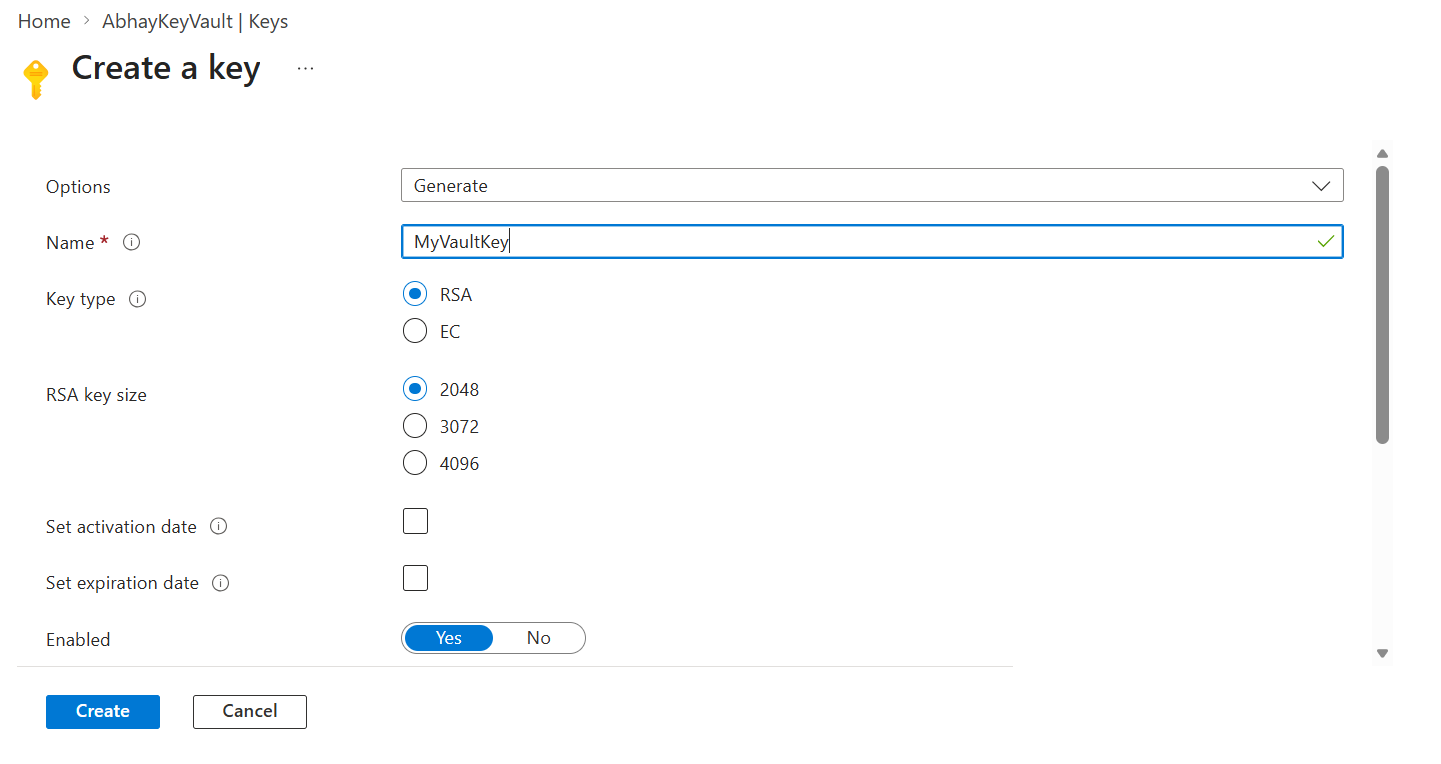 Home > AbhayKeyVault | Keys
Create a key ...
Options Generate
Name * MyVaultKey
Key type RSA
EC
RSA key size 2048
3072
4096
Set activation date
Set expiration date
Enabled Yes No
Create Cancel